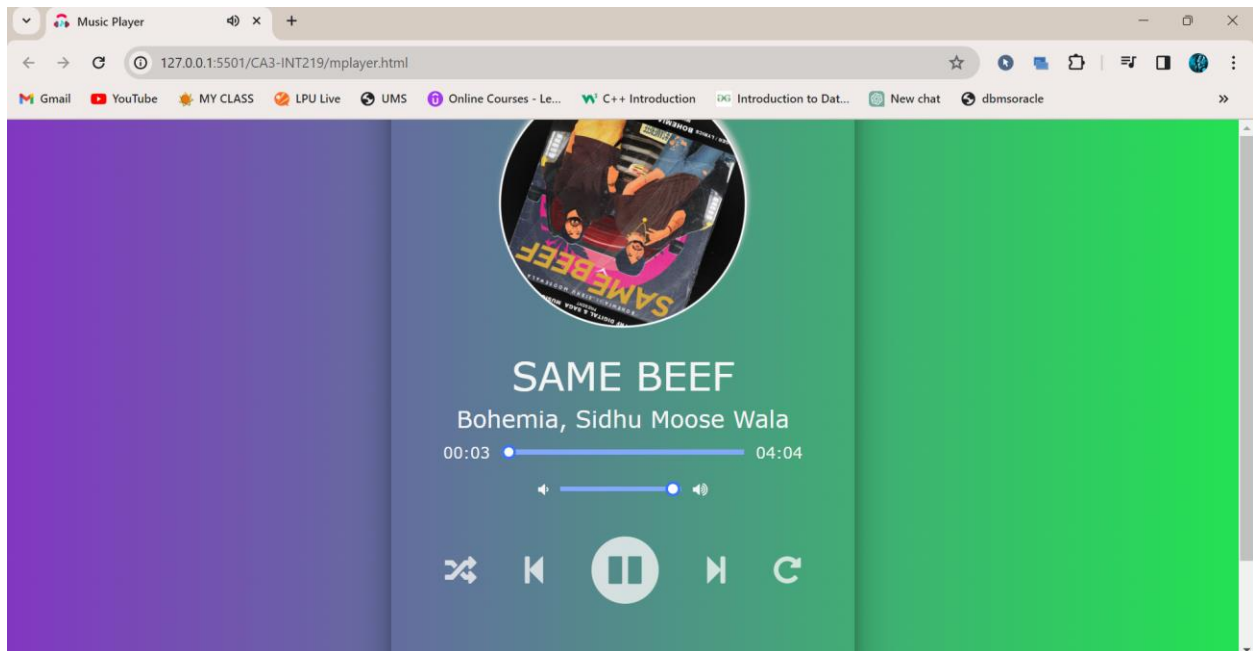 Music Player
127.0.0.1:5501/CA3-INT219/mplayer.html
Gmail YouTube MY CLASS LPU Live UMS Online Courses - Le... C++ Introduction Introduction to Dat... New chat dbmsoracle
BOHEMIA
SAME BEEF
SAME BEEF
Bohemia, Sidhu Moose Wala
00:03 04:04